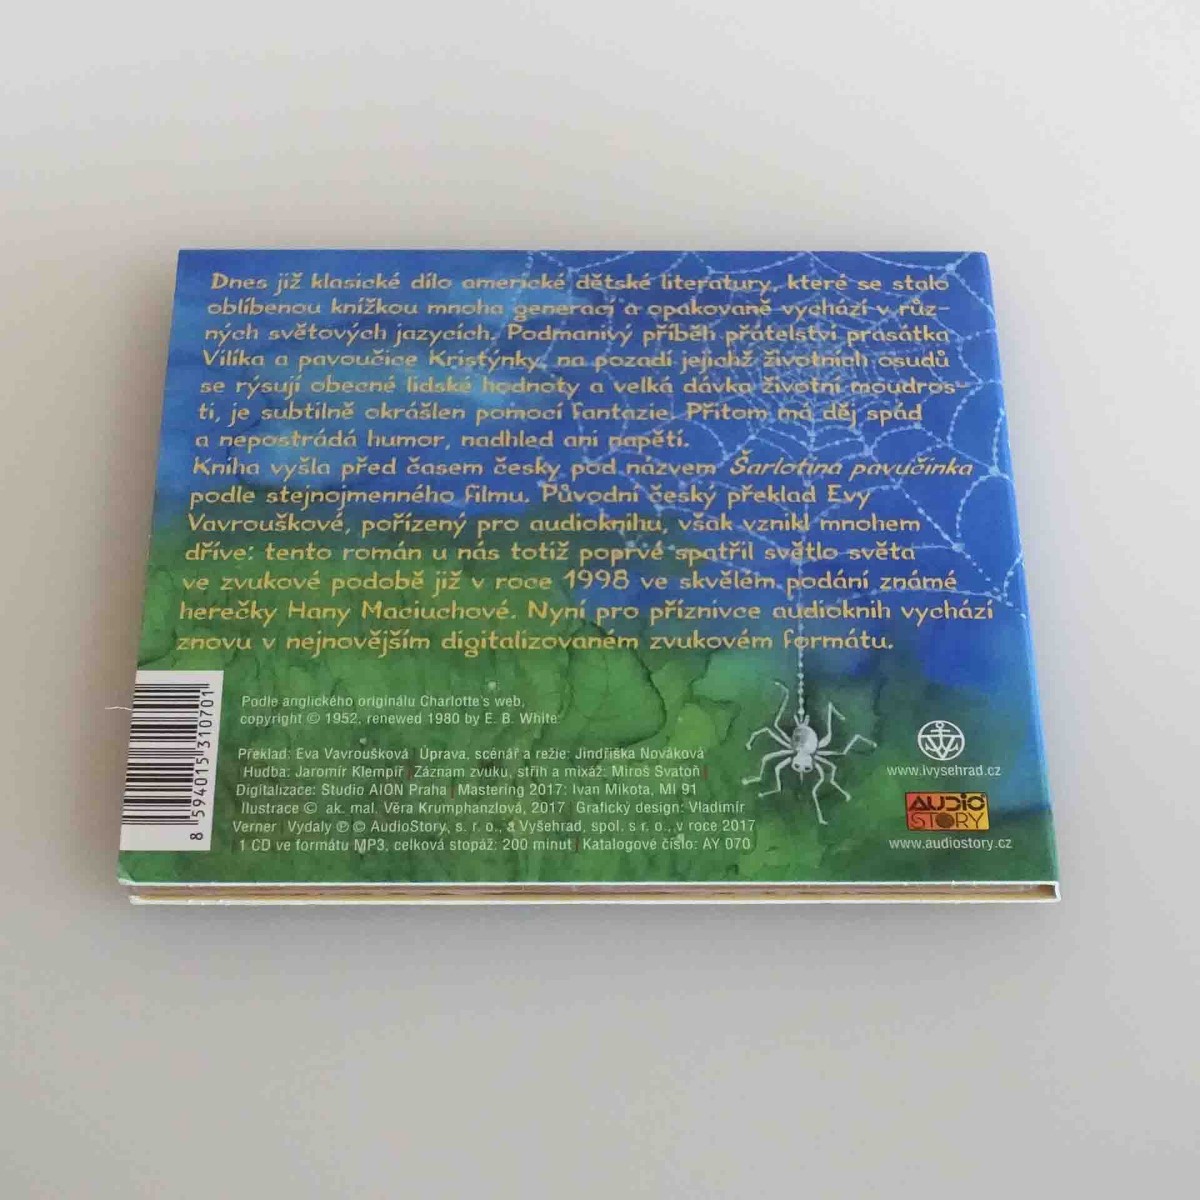 Dnes již klasické dílo americké dětské literatury, které se stalo
oblíbenou knížkou mnoha generací a opakovaně vychází v růz-
ných světových jazycích. Podmanivý příběh přátelství prasátka
Vilíka a pavoučice Kristýnky, na pozadí jejichž životních osudů
se rýsují obecné lidské hodnoty a velká dávka životní moudros-
ti, je subtilně okrášlen pomocí fantazie. Přitom má děj spád
a nepostrádá humor, nadhled ani napětí.
Kniha vyšla před časem česky pod názvem Šarlotina pavučinka
podle stejnojmenného filmu. Původní český překlad Evy
Vavrouškové, pořízený pro audioknihu, však vznikl mnohem
dříve: tento román u nás totiž poprvé spatřil světlo světa
ve zvukové podobě již v roce 1998 ve skvělém podání známé
herečky Hany Maciuchové. Nyní pro příznivce audioknih vychází
znovu v nejnovějším digitalizovaném zvukovém formátu.
8 594015 310701
Podle anglického originálu Charlotte's web,
copyright © 1952, renewed 1980 by E. B. White.
Překlad: Eva Vavroušková | Úprava, scénář a režie: Jindřiška Nováková
| Hudba: Jaromír Klempíř | Záznam zvuku, střih a mixáž: Miroš Svatoň |
Digitalizace: Studio AION Praha | Mastering 2017: Ivan Mikota, MI 91
Ilustrace © ak. mal. Věra Krumphanzlová, 2017 | Grafický design: Vladimír
Verner | Vydaly ℗ © AudioStory, s. r. o., a Vyšehrad, spol. s r. o., v roce 2017
1 CD ve formátu MP3, celková stopáž: 200 minut | Katalogové číslo: AY 070
www.ivysehrad.cz
AUDIO
STORY
www.audiostory.cz